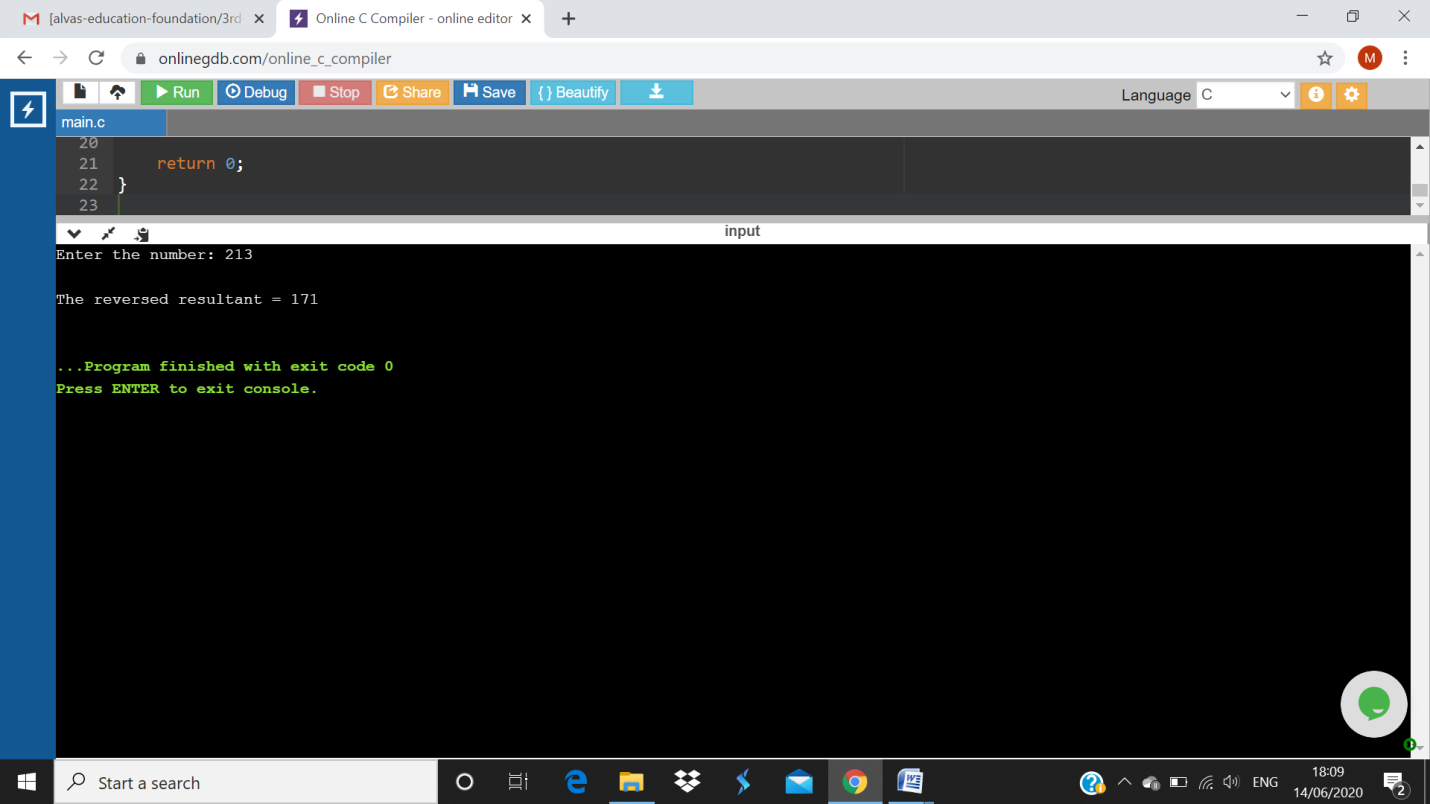 [alvas-education-foundation/3rd
Online C Compiler - online editor
onlinegdb.com/online_c_compiler
M
Run Debug Stop Share Save { } Beautify
Language C
main.c
20
21 return 0;
22 }
23
input
Enter the number: 213
The reversed resultant = 171
...Program finished with exit code 0
Press ENTER to exit console.
Start a search
ENG
18:09
14/06/2020
2